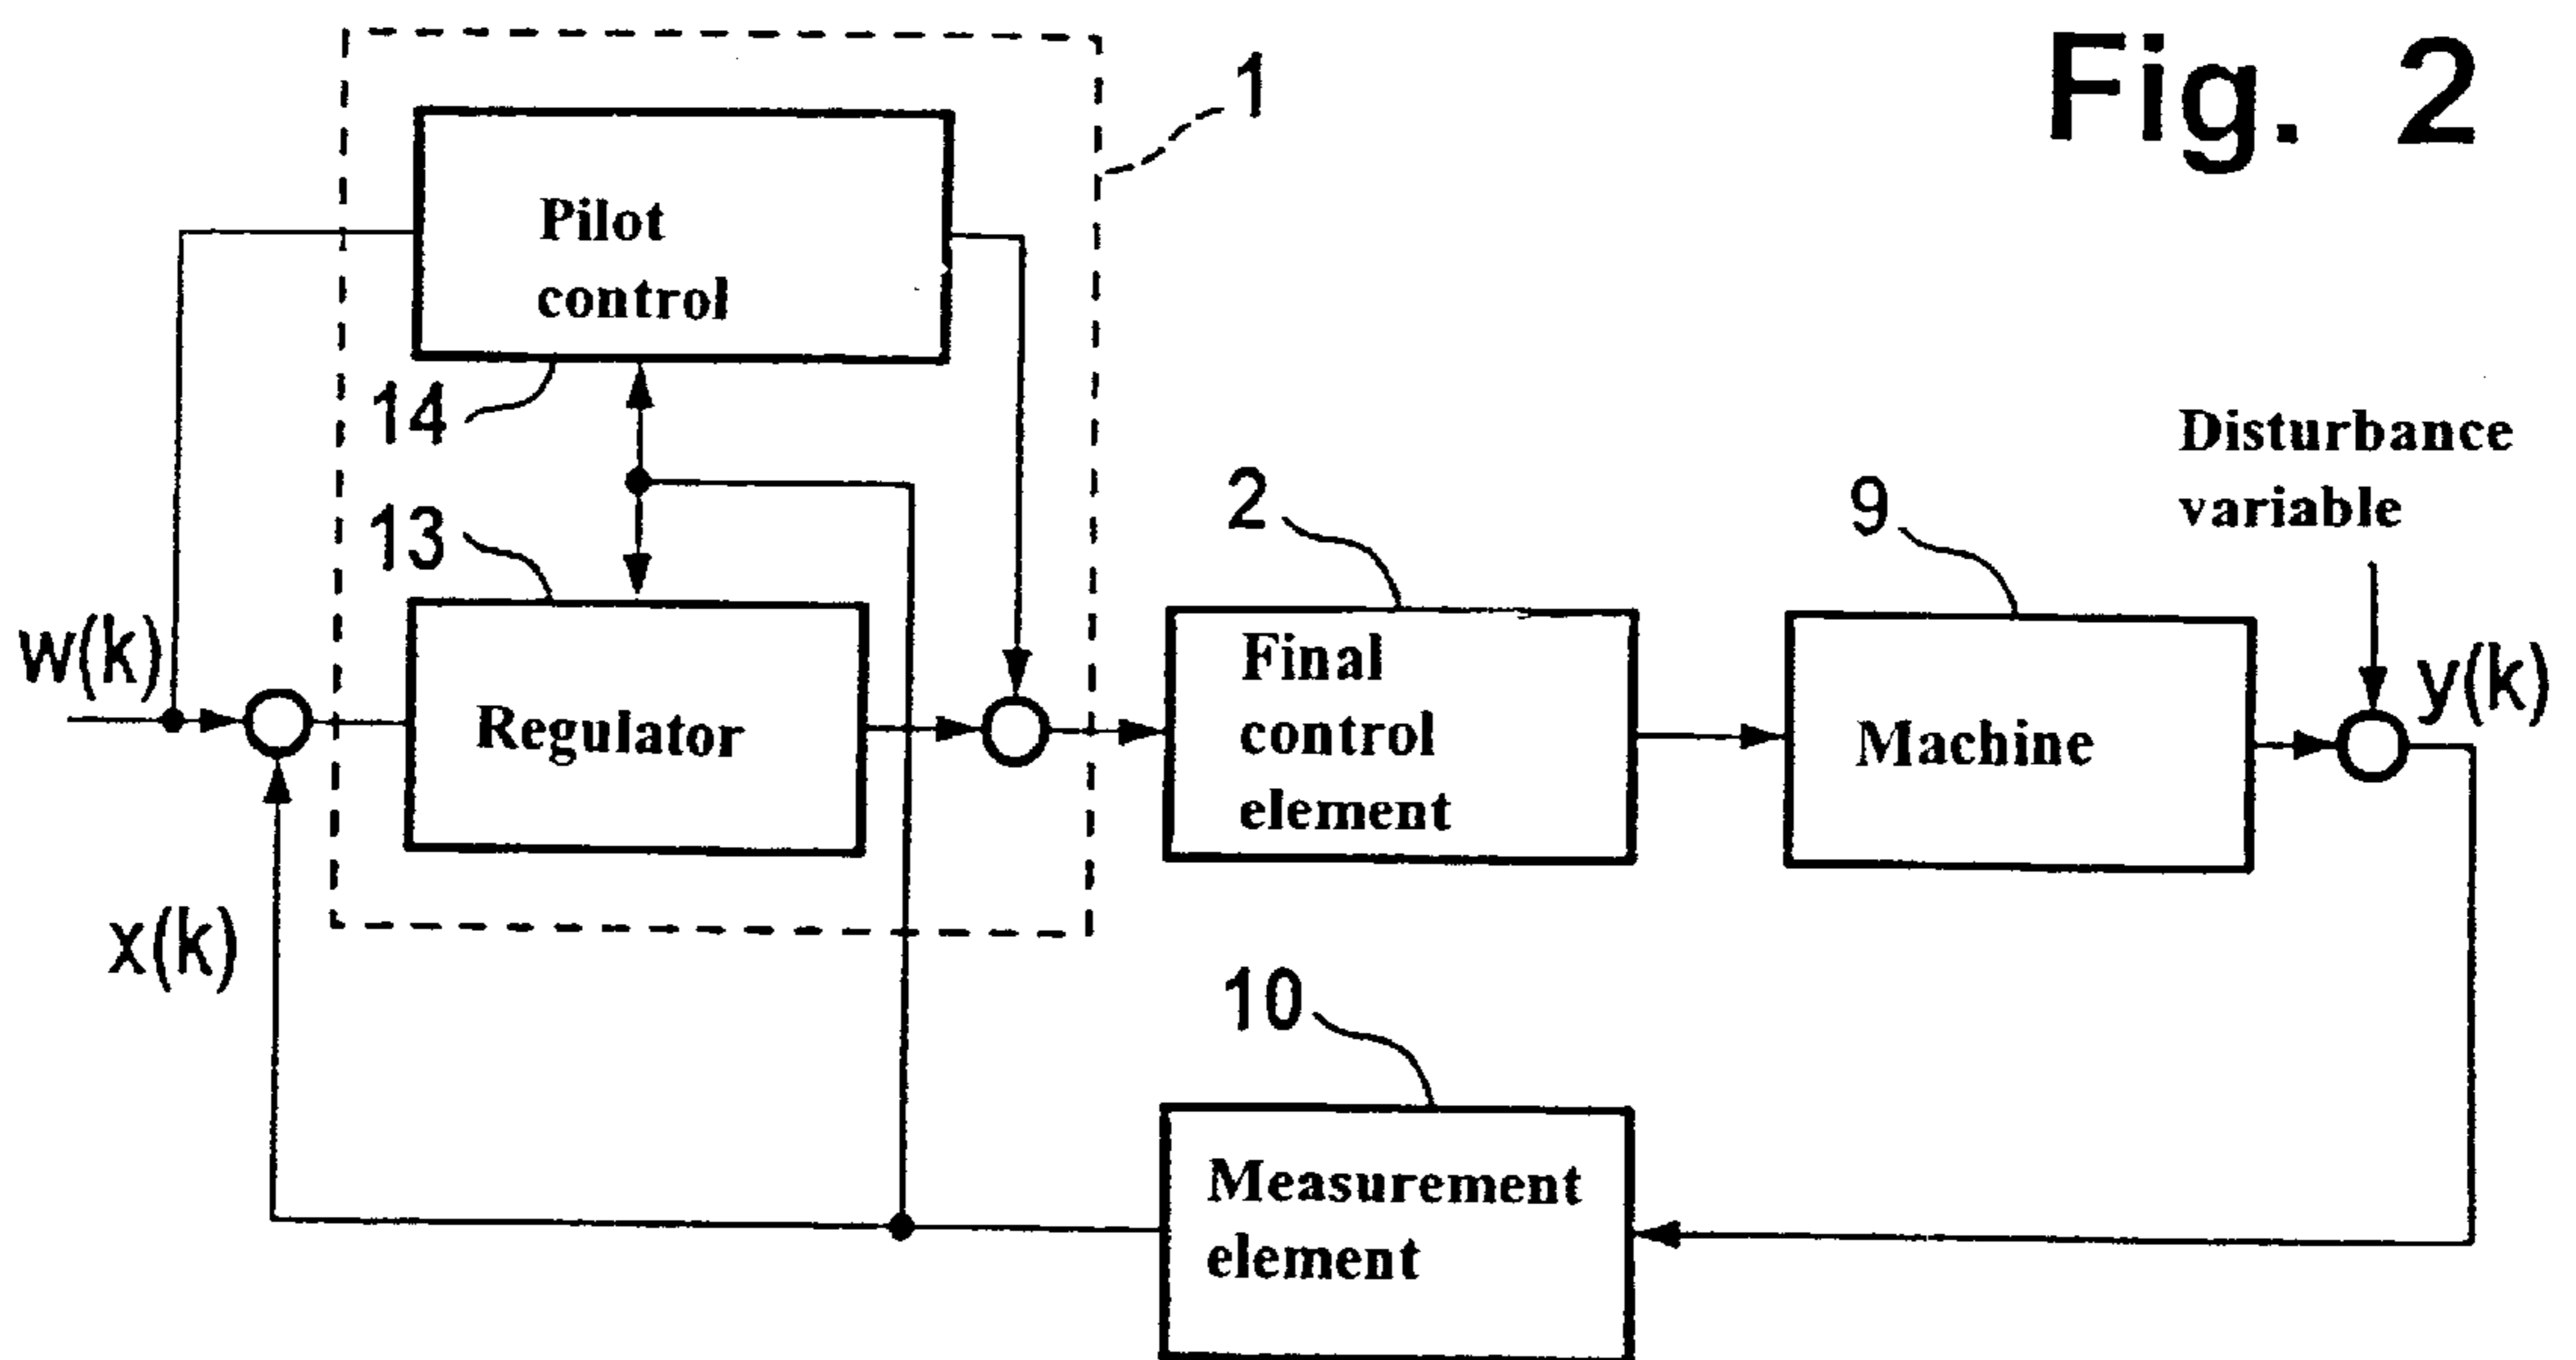 Fig. 2
1
Pilot
control
14
13
2
9
Disturbance
variable
w(k)
Regulator
Final
control
element
Machine
y(k)
x(k)
10
Measurement
element